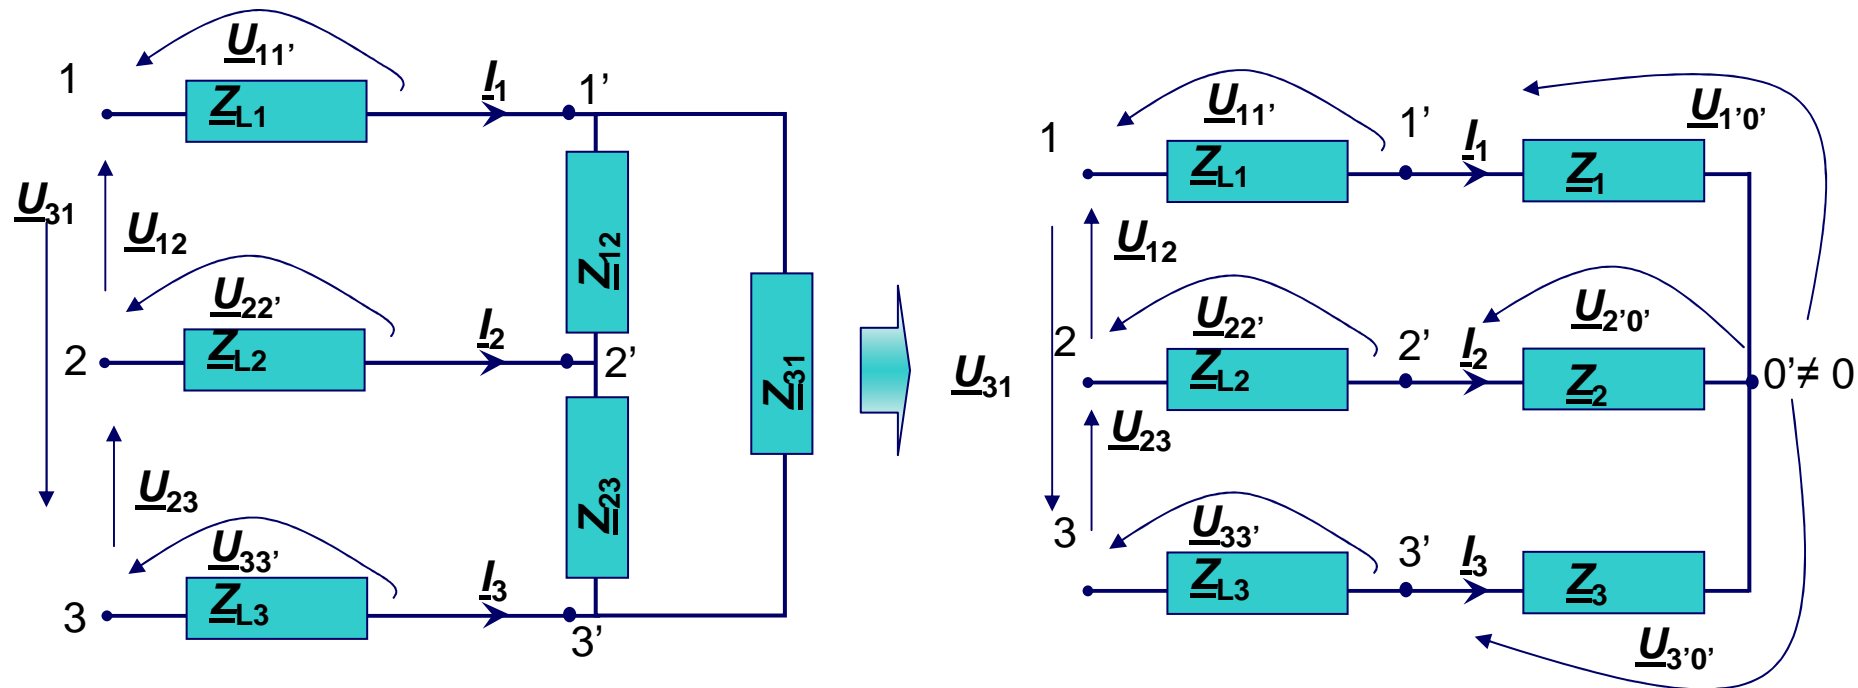 U11’
1
ZL1
I1
1’
U31
U12
Z12
U22’
2
ZL2
I2
2’
Z31
U23
Z23
U33’
3
ZL3
I3
3’
U11’
1
ZL1
1’
I1
Z1
U1’0’
U12
U31
U22’
2
ZL2
2’
I2
Z2
U2’0’
0’≠ 0
U23
U33’
3
ZL3
3’
I3
Z3
U3’0’